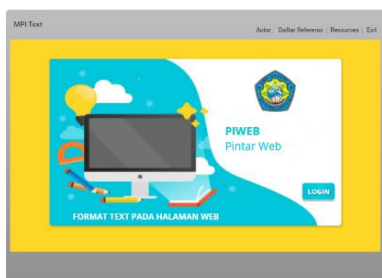 MPI Text
Autor | Daftar Referensi | Resources | Exit
PIWEB
Pintar Web
LOGIN
FORMAT TEXT PADA HALAMAN WEB